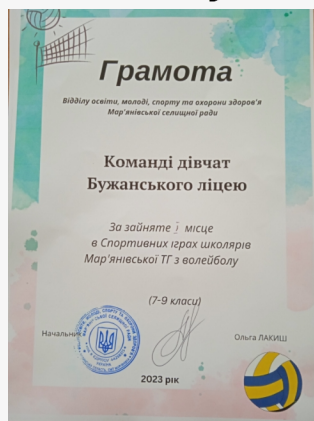 Грамота
Відділу освіти, молоді, спорту та охорони здоров'я
Мар'янівської селищної ради
Команді дівчат
Бужанського ліцею
За зайняте І місце
в Спортивних іграх школярів
Мар'янівської ТГ з волейболу
(7-9 класи)
Начальник
Ольга ЛАКИШ
2023 рік